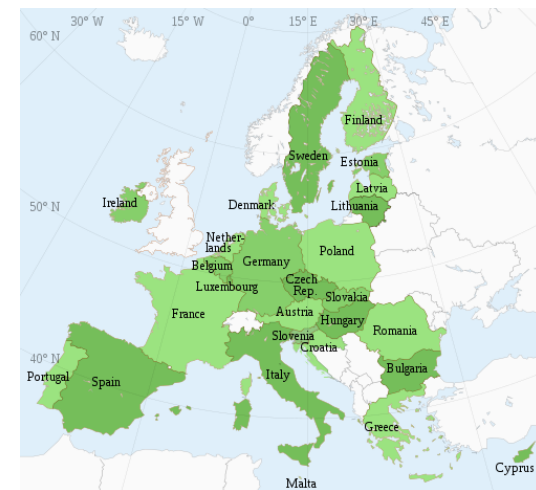 30° W
15° W
0°
15° E
30° E
45° E
60° N
Finland
Sweden
Estonia
Latvia
Lithuania
Ireland
Denmark
50° N
Nether-
lands
Poland
Belgium
Germany
Luxembourg
Czech
Rep.
Slovakia
France
Austria
Hungary
Romania
Slovenia
Croatia
40° N
Bulgaria
Portugal
Spain
Italy
Greece
Cyprus
Malta